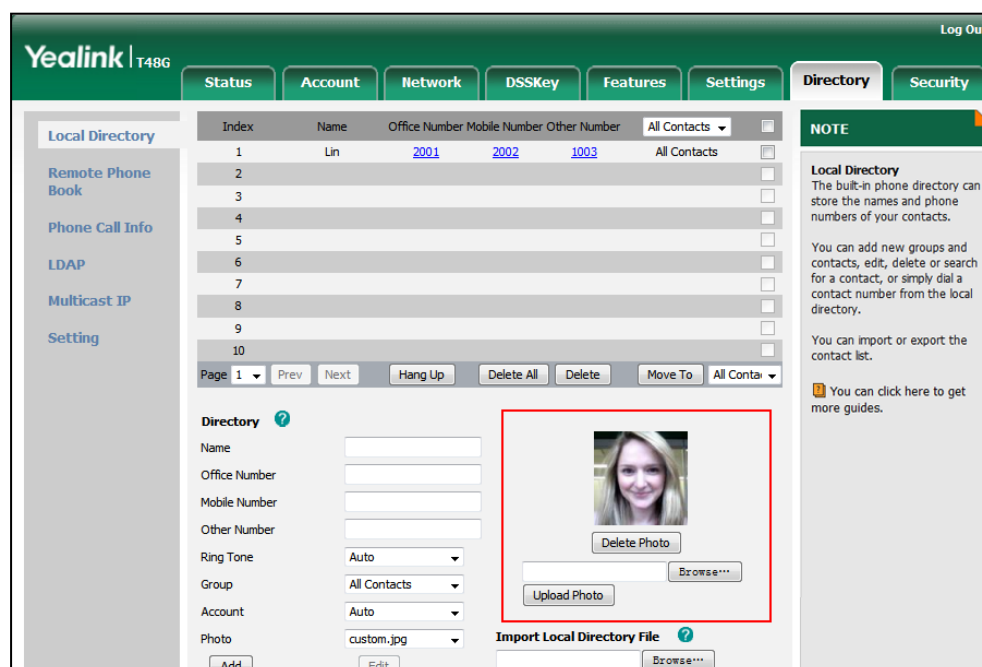 Log Ou
Yealink T48G
Status Account Network DSSKey Features Settings Directory Security
Local Directory
Remote Phone
Book
Phone Call Info
LDAP
Multicast IP
Setting
Index Name Office Number Mobile Number Other Number All Contacts
1 Lin 2001 2002 1003 All Contacts
2
3
4
5
6
7
8
9
10
Page 1 Prev Next Hang Up Delete All Delete Move To All Conta
Directory ?
Name
Office Number
Mobile Number
Other Number
Ring Tone Auto
Group All Contacts
Account Auto
Photo custom.jpg
Add Edit
Delete Photo
Browse...
Upload Photo
Import Local Directory File ?
Browse...
NOTE
Local Directory
The built-in phone directory can
store the names and phone
numbers of your contacts.
You can add new groups and
contacts, edit, delete or search
for a contact, or simply dial a
contact number from the local
directory.
You can import or export the
contact list.
? You can click here to get
more guides.